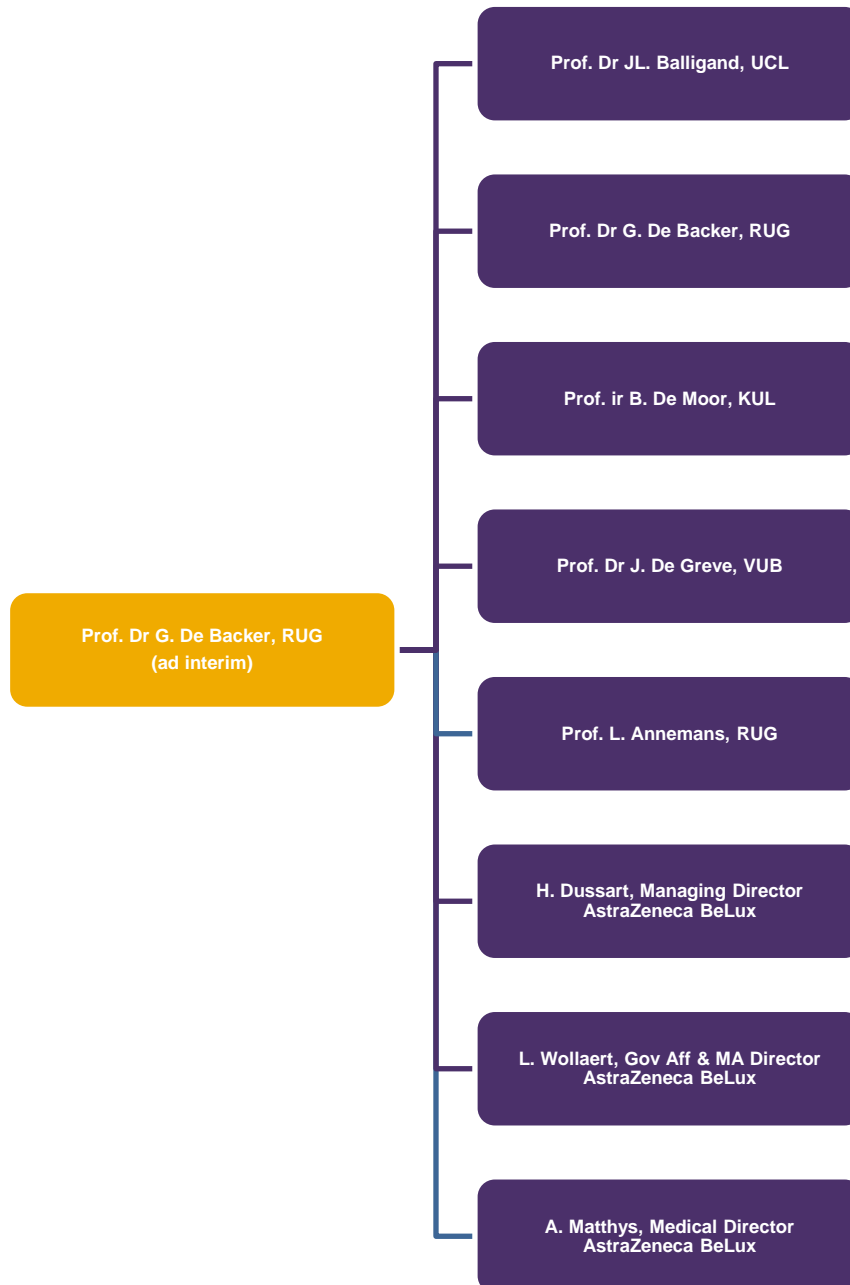 Prof. Dr JL. Balligand, UCL
Prof. Dr G. De Backer, RUG
Prof. ir B. De Moor, KUL
Prof. Dr J. De Greve, VUB
Prof. Dr G. De Backer, RUG
(ad interim)
Prof. L. Annemans, RUG
H. Dussart, Managing Director
AstraZeneca BeLux
L. Wollaert, Gov Aff & MA Director
AstraZeneca BeLux
A. Matthys, Medical Director
AstraZeneca BeLux